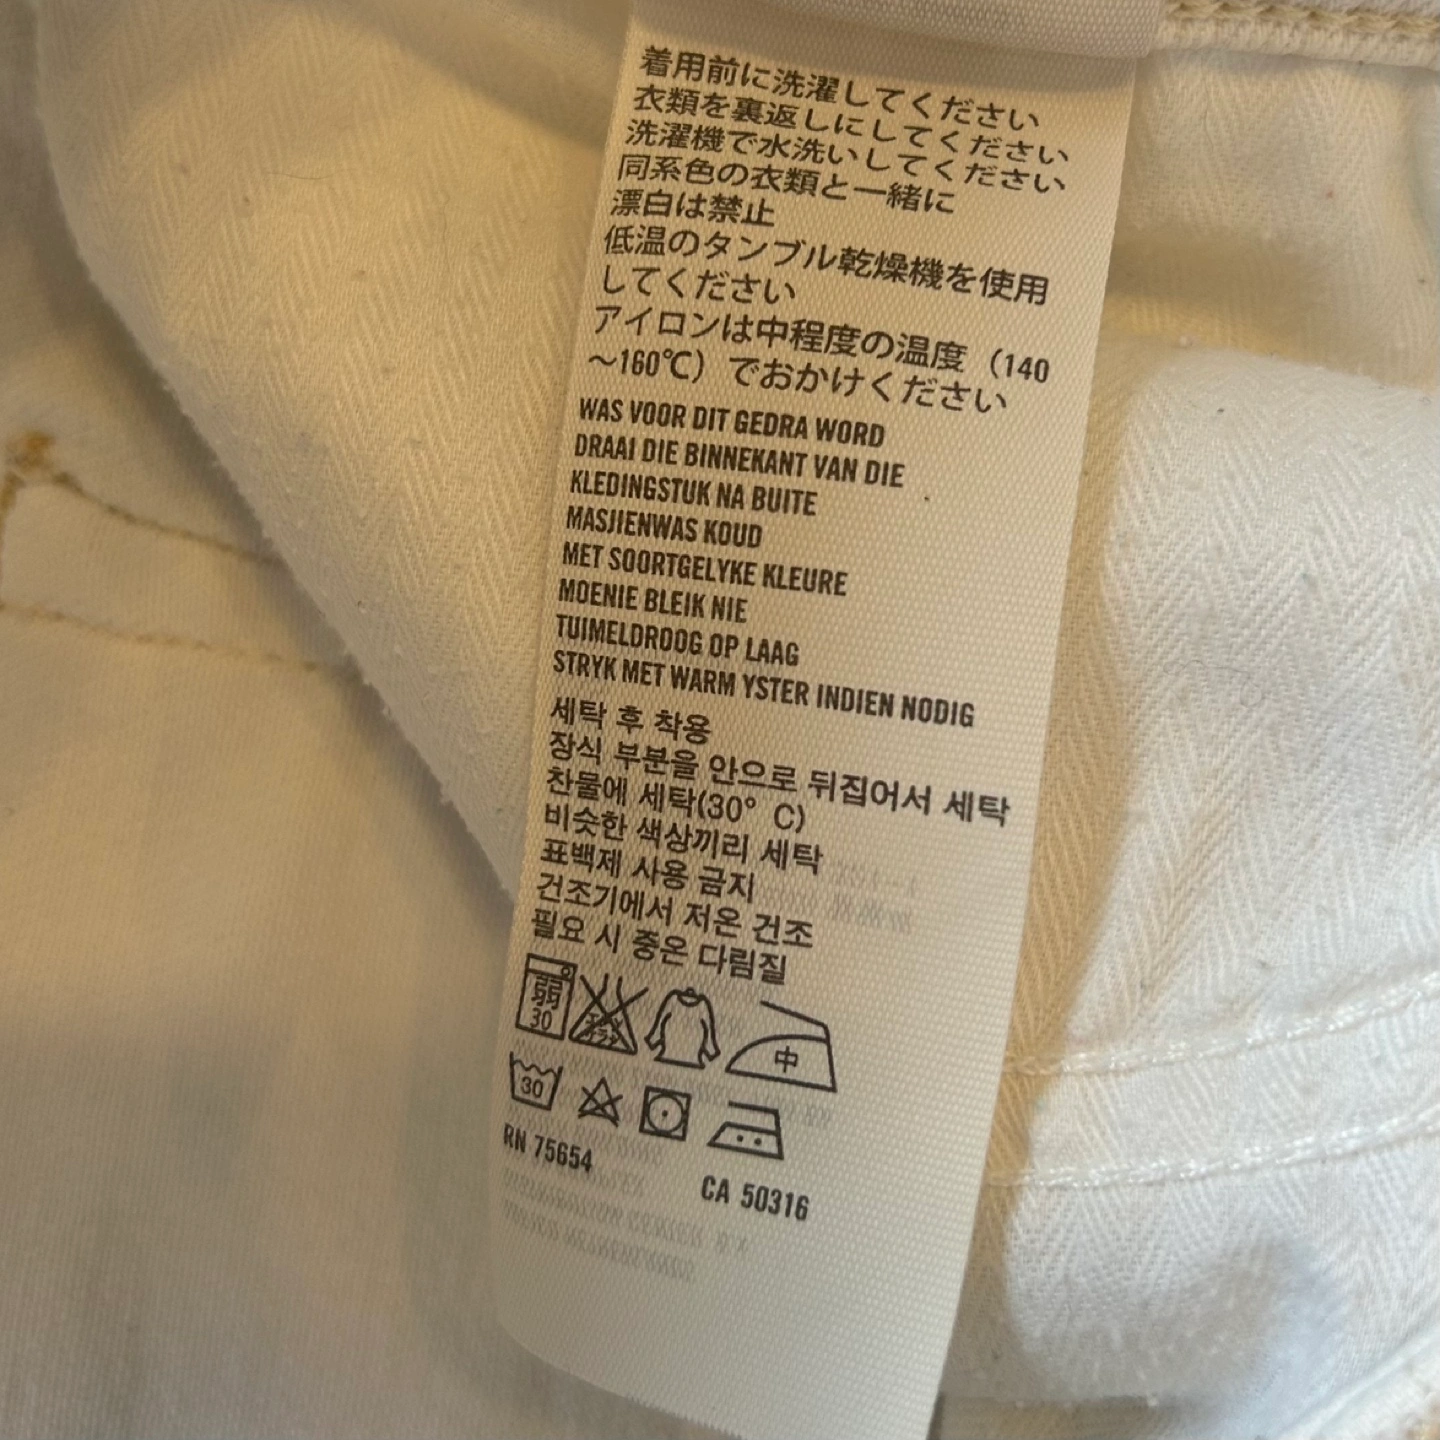 着用前に洗濯してください
衣類を裏返しにしてください
洗濯機で水洗いしてください
同系色の衣類と一緒に
漂白は禁止
低温のタンブル乾燥機を使用
してください
アイロンは中程度の温度（140
～160℃）でおかけください
WAS VOOR DIT GEDRA WORD
DRAAI DIE BINNEKANT VAN DIE
KLEDINGSTUK NA BUITE
MASJIENWAS KOUD
MET SOORTGELYKE KLEURE
MOENIE BLEIK NIE
TUIMELDROOG OP LAAG
STRYK MET WARM YSTER INDIEN NODIG
세탁 후 착용
장식 부분을 안으로 뒤집어서 세탁
찬물에 세탁(30° C)
비슷한 색상끼리 세탁
표백제 사용 금지
건조기에서 저온 건조
필요 시 중온 다림질
弱
30
エンソ
サラシ
中
30
RN 75654
CA 50316